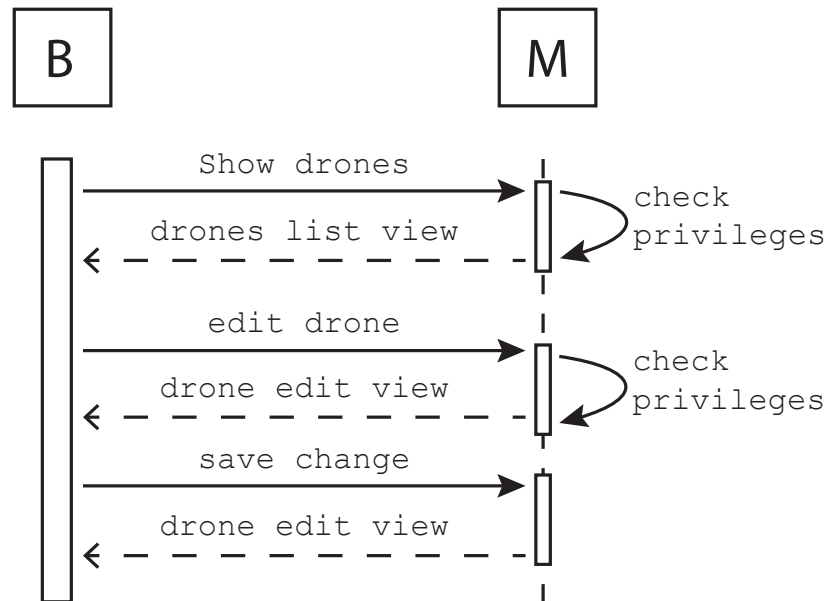 B
M
Show drones
check
privileges
drones list view
edit drone
check
privileges
drone edit view
save change
drone edit view